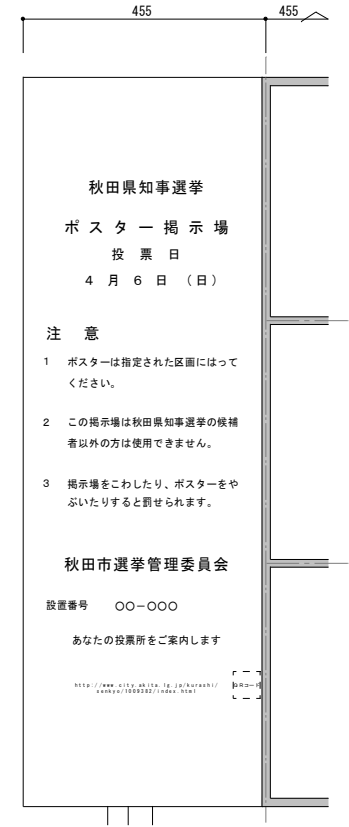 455 455
秋田県知事選挙
ポスター掲示場
投票日
4月6日(日)
注意
1 ポスターは指定された区画にはって
ください。
2 この掲示場は秋田県知事選挙の候補
者以外の方は使用できません。
3 掲示場をこわしたり、ポスターをや
ぶいたりすると罰せられます。
秋田市選挙管理委員会
設置番号 ○○−○○○
あなたの投票所をご案内します
http://www.city.akita.lg.jp/kurashi/
senkyo/1009382/index.html
QRコード